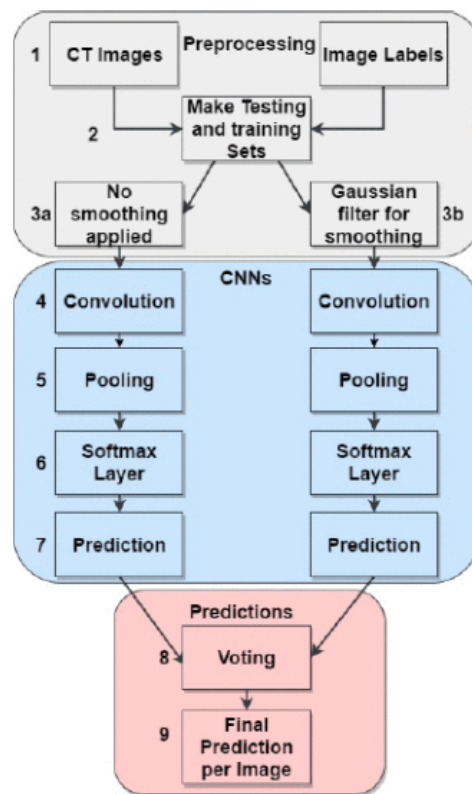 Preprocessing
1
CT Images
Image Labels
2
Make Testing
and training
Sets
3a
No
smoothing
applied
Gaussian
filter for
smoothing
3b
CNNs
4
Convolution
Convolution
5
Pooling
Pooling
6
Softmax
Layer
Softmax
Layer
7
Prediction
Prediction
Predictions
8
Voting
9
Final
Prediction
per Image